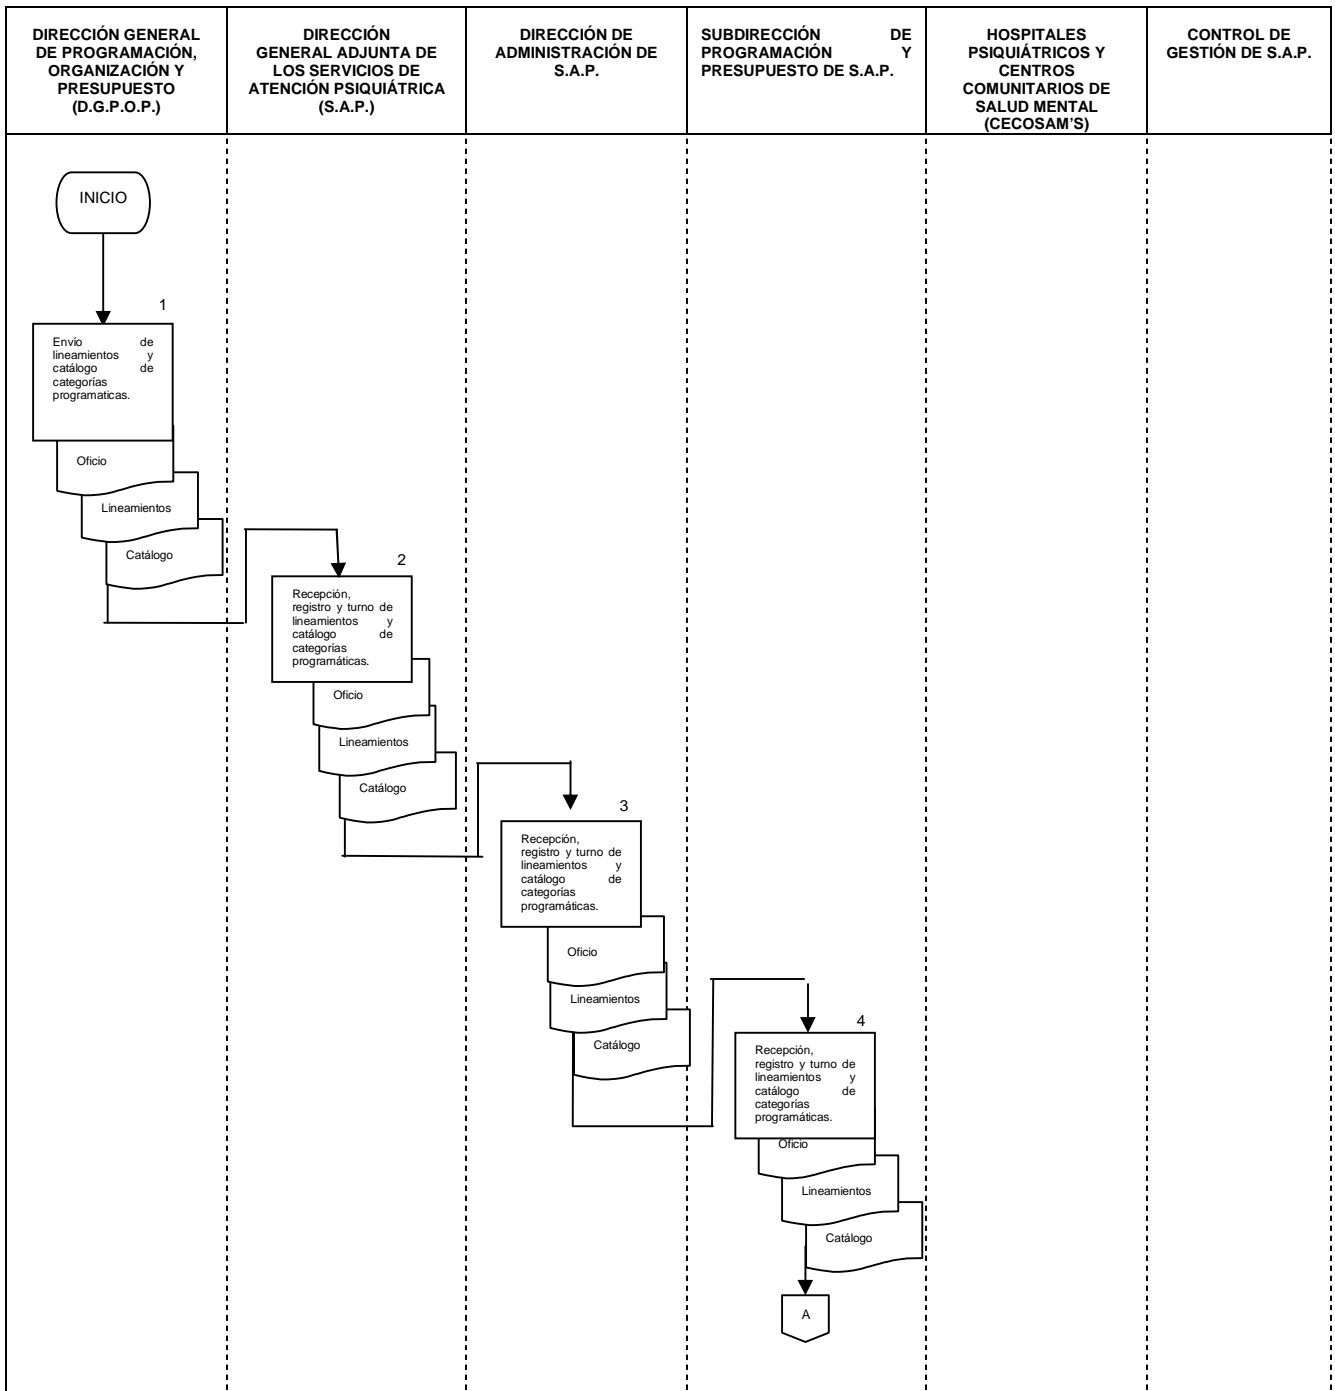 DIRECCIÓN GENERAL
DE PROGRAMACIÓN,
ORGANIZACIÓN Y
PRESUPUESTO
(D.G.P.O.P.)
DIRECCIÓN
GENERAL ADJUNTA DE
LOS SERVICIOS DE
ATENCIÓN PSIQUIÁTRICA
(S.A.P.)
DIRECCIÓN DE
ADMINISTRACIÓN DE
S.A.P.
SUBDIRECCIÓN DE
PROGRAMACIÓN Y
PRESUPUESTO DE S.A.P.
HOSPITALES
PSIQUIÁTRICOS Y
CENTROS
COMUNITARIOS DE
SALUD MENTAL
(CECOSAM'S)
CONTROL DE
GESTIÓN DE S.A.P.
INICIO
1
Envío de
lineamientos y
catálogo de
categorías
programaticas.
Oficio
Lineamientos
Catálogo
2
Recepción,
registro y turno de
lineamientos y
catálogo de
categorías
programáticas.
Oficio
Lineamientos
Catálogo
3
Recepción,
registro y turno de
lineamientos y
catálogo de
categorías
programáticas.
Oficio
Lineamientos
Catálogo
4
Recepción,
registro y turno de
lineamientos y
catálogo de
categorías
programáticas.
Oficio
Lineamientos
Catálogo
A